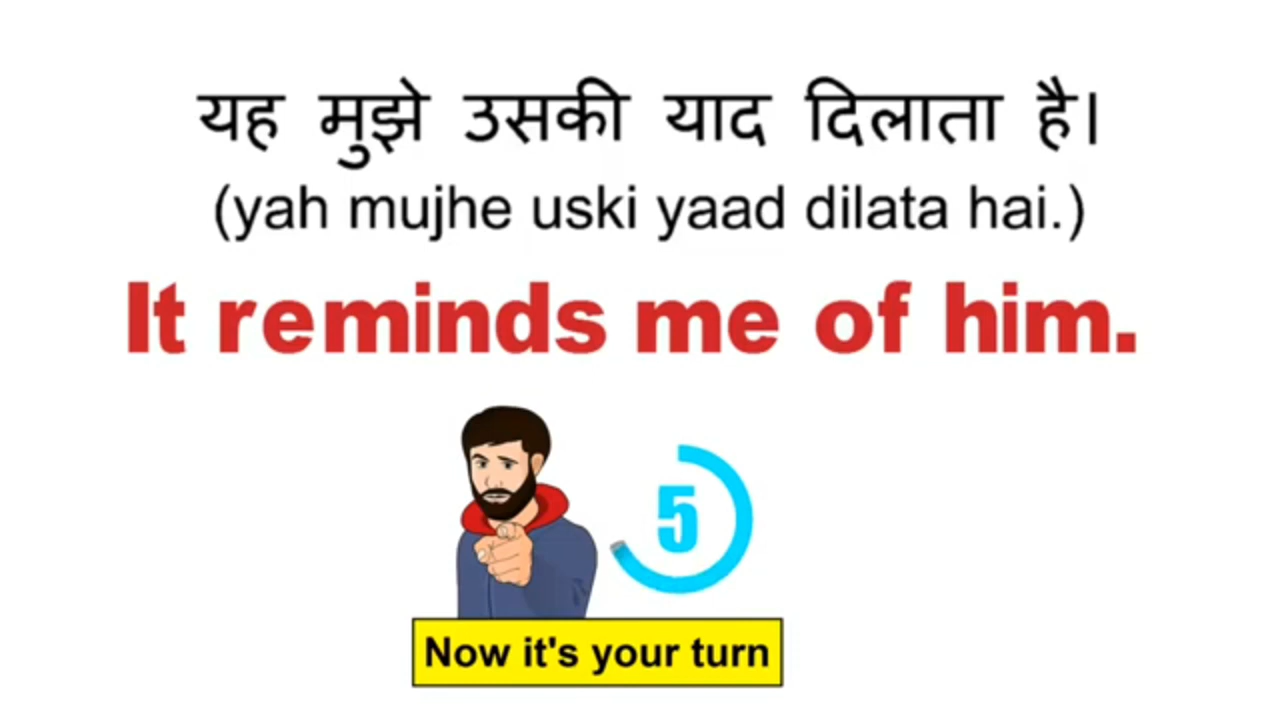 यह मुझे उसकी याद दिलाता है।
(yah mujhe uski yaad dilata hai.)
It reminds me of him.
5
Now it's your turn